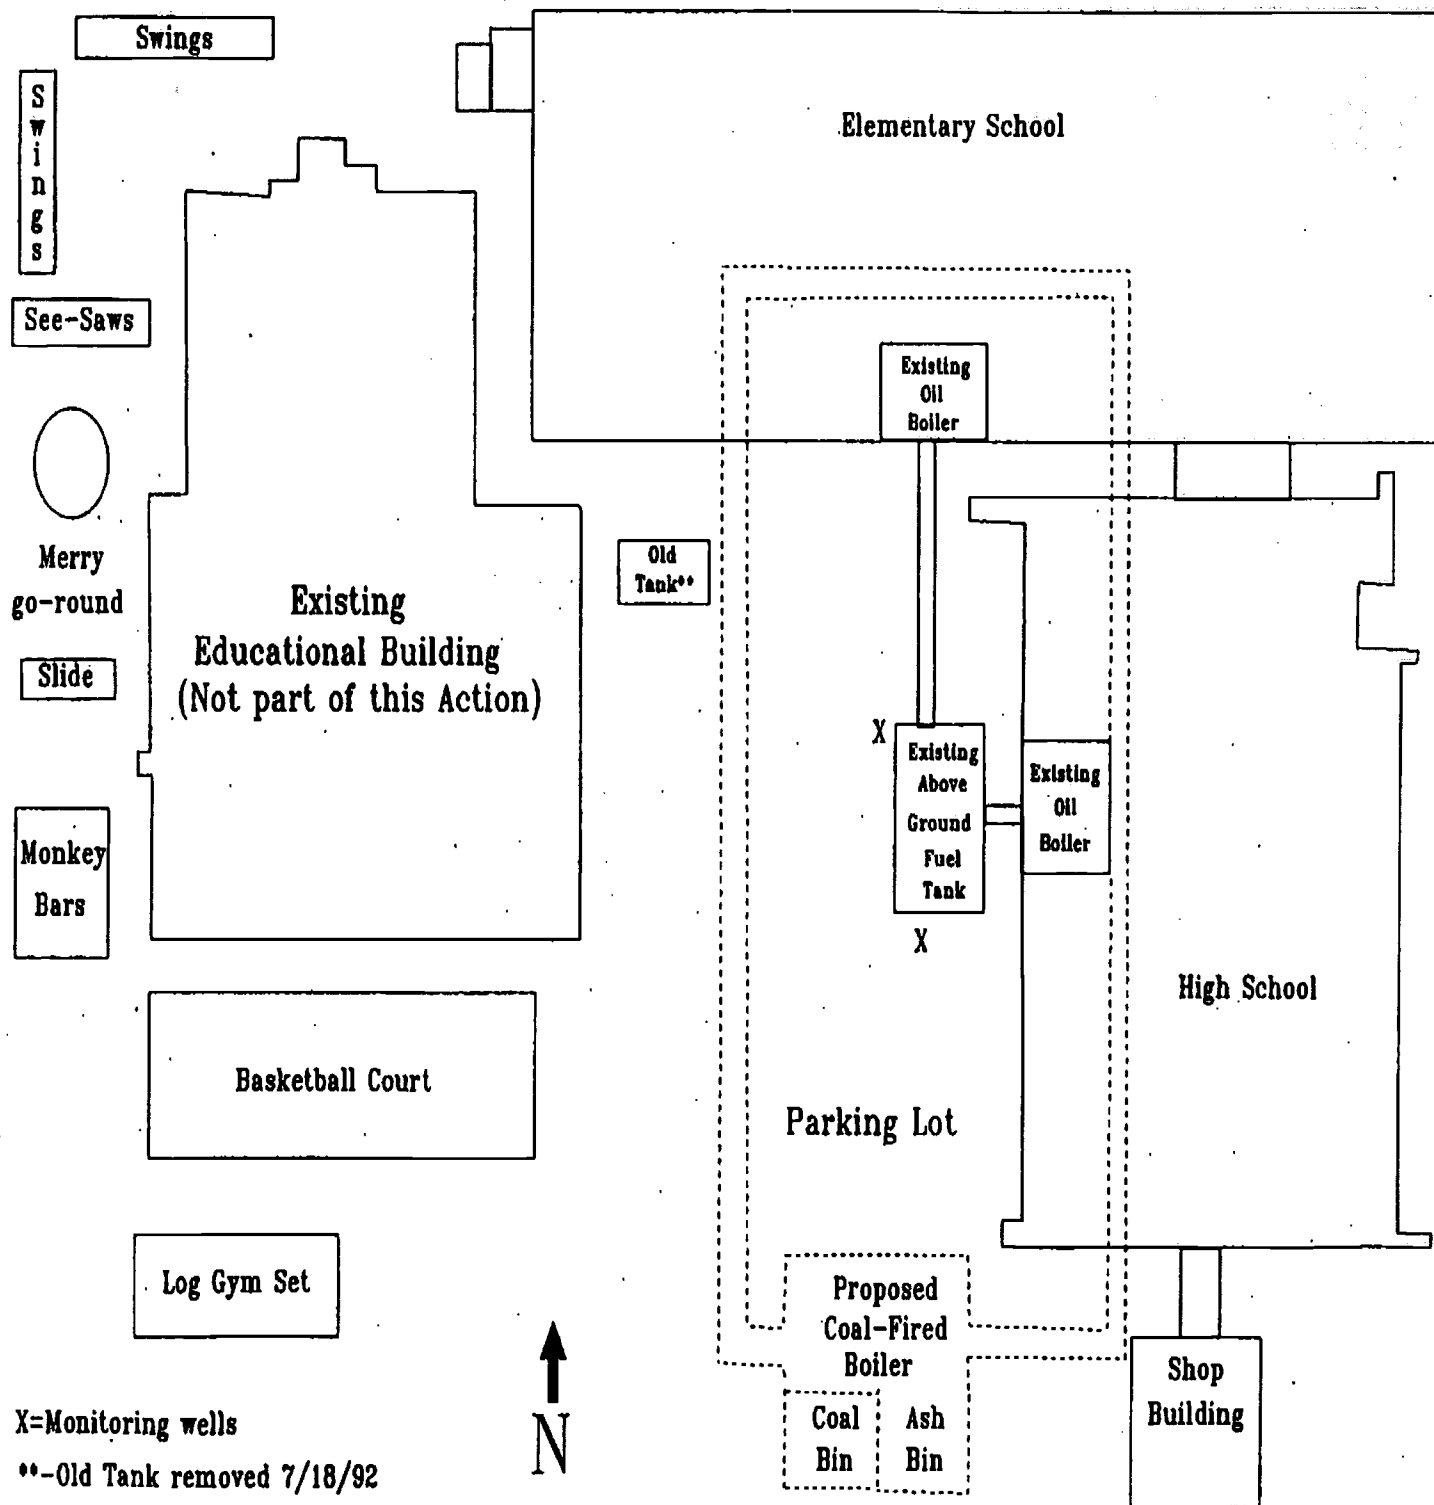 Swings
Swings
Elementary School
See-Saws
Existing
Oil
Boiler
Merry
go-round
Old
Tank**
Existing
Educational Building
(Not part of this Action)
Slide
X
Existing
Above
Ground
Fuel
Tank
Existing
Oil
Boiler
Monkey
Bars
X
High School
Basketball Court
Parking Lot
Log Gym Set
Proposed
Coal-Fired
Boiler
Shop
Building
Coal
Bin
Ash
Bin
N
X=Monitoring wells
**-Old Tank removed 7/18/92